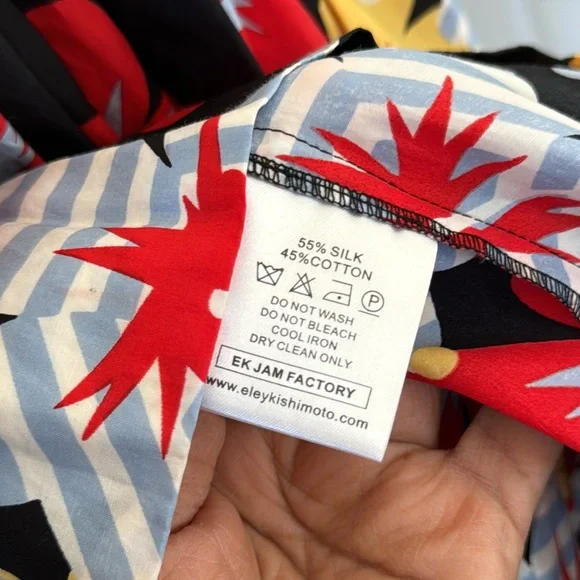 55% SILK
45%COTTON
P
DO NOT WASH
DO NOT BLEACH
COOL IRON
DRY CLEAN ONLY
EK JAM FACTORY
www.eleykishimoto.com